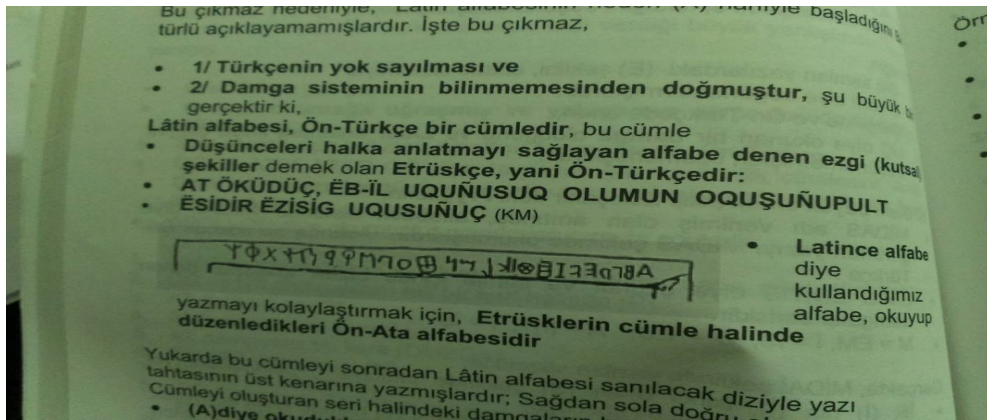 Bu çıkmaz nedeniyle, Latin alfabesinin neden (A) harfiyle başladığını
türlü açıklayamamışlardır. İşte bu çıkmaz,
• 1/ Türkçenin yok sayılması ve
• 2/ Damga sisteminin bilinmemesinden doğmuştur, şu büyük
gerçektir ki,
Lâtin alfabesi, Ön-Türkçe bir cümledir, bu cümle
• Düşünceleri halka anlatmayı sağlayan alfabe denen ezgi (kutsal
şekiller demek olan Etrüskçe, yani Ön-Türkçedir:
• AT ÖKÜDÜÇ, ËB-ÏL UQUÑUSUQ OLUMUN OQUŞUÑUPULT
• ËSİDİR ËZİSİG UQUSUÑUÇ (KM)
• Latince alfabe
diye
kullandığımız
alfabe, okuyup
yazmayı kolaylaştırmak için, Etrüsklerin cümle halinde
düzenledikleri Ön-Ata alfabesidir
Yukarda bu cümleyi sonradan Lâtin alfabesi sanılacak diziyle yazı
tahtasının üst kenarına yazmışlardır; Sağdan sola doğru
Cümleyi oluşturan seri halindeki damgaların
• (A)diye